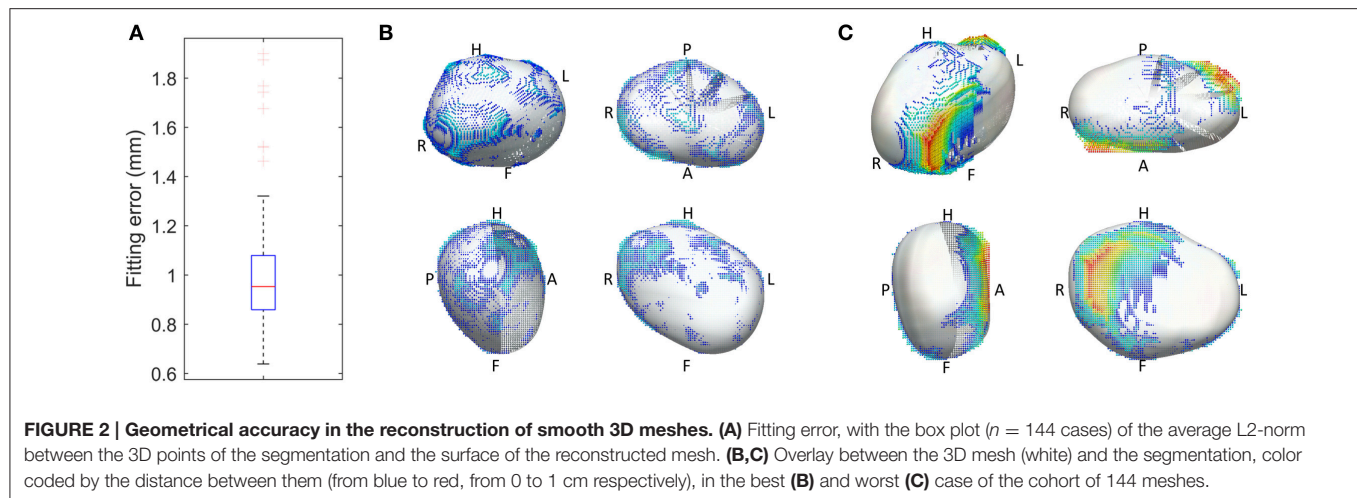 A
B
C
1.8
1.6
1.4
1.2
1
0.8
0.6
Fitting error (mm)
H
L
R
F
P
R
L
A
H
P
A
F
H
R
L
F
H
L
R
F
P
R
L
A
H
P
A
F
H
R
L
F
FIGURE 2 | Geometrical accuracy in the reconstruction of smooth 3D meshes. (A) Fitting error, with the box plot (n = 144 cases) of the average L2-norm
between the 3D points of the segmentation and the surface of the reconstructed mesh. (B,C) Overlay between the 3D mesh (white) and the segmentation, color
coded by the distance between them (from blue to red, from 0 to 1 cm respectively), in the best (B) and worst (C) case of the cohort of 144 meshes.